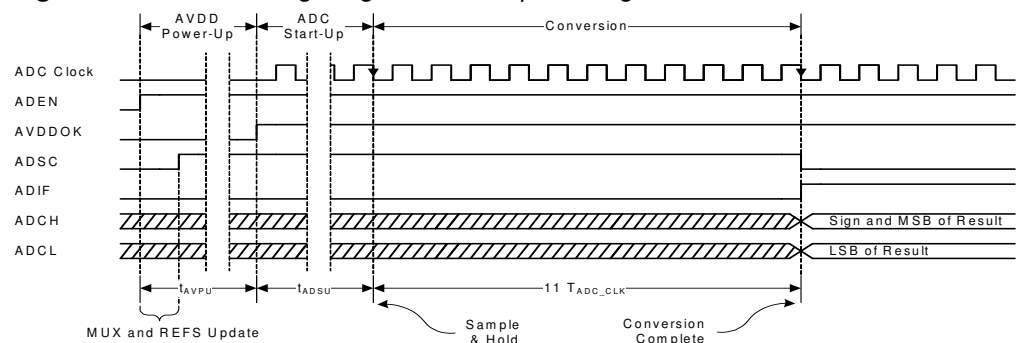 AVDD Power-Up
ADC Start-Up
Conversion
ADC Clock
ADEN
AVDDOK
ADSC
ADIF
ADCH
Sign and MSB of Result
ADCL
LSB of Result
tAVPU
tADSU
11 TADC_CLK
MUX and REFS Update
Sample & Hold
Conversion Complete